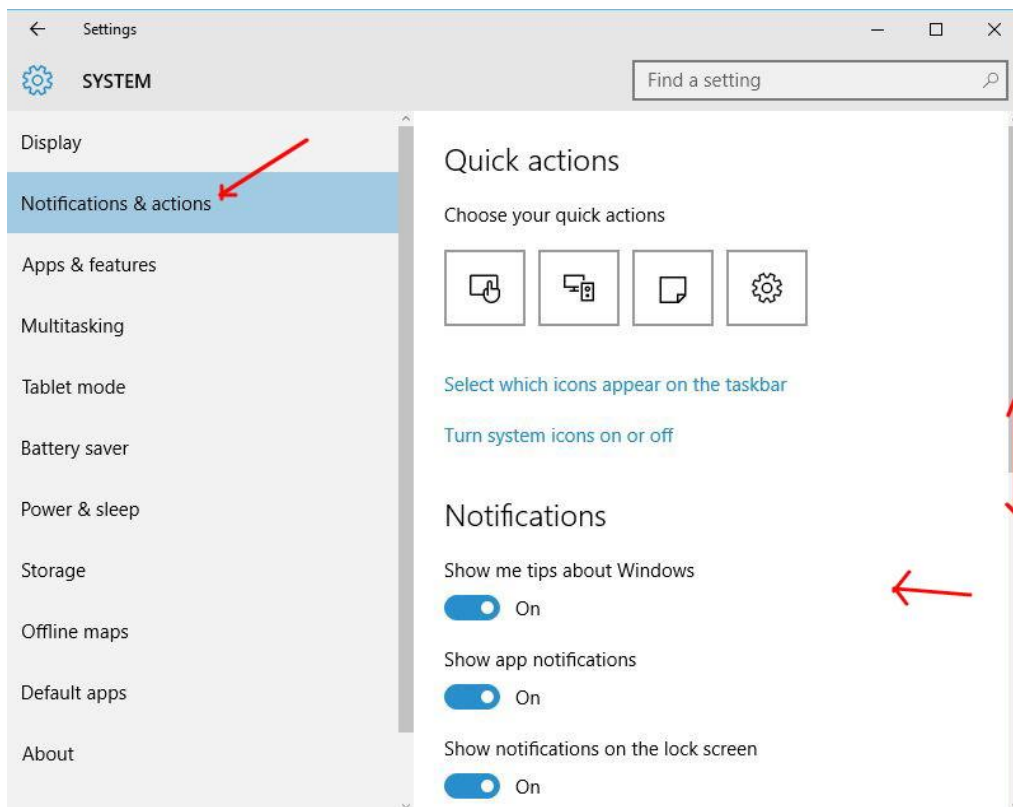 Settings
SYSTEM
Find a setting
Display
Notifications & actions
Apps & features
Multitasking
Tablet mode
Battery saver
Power & sleep
Storage
Offline maps
Default apps
About
Quick actions
Choose your quick actions
Select which icons appear on the taskbar
Turn system icons on or off
Notifications
Show me tips about Windows
On
Show app notifications
On
Show notifications on the lock screen
On